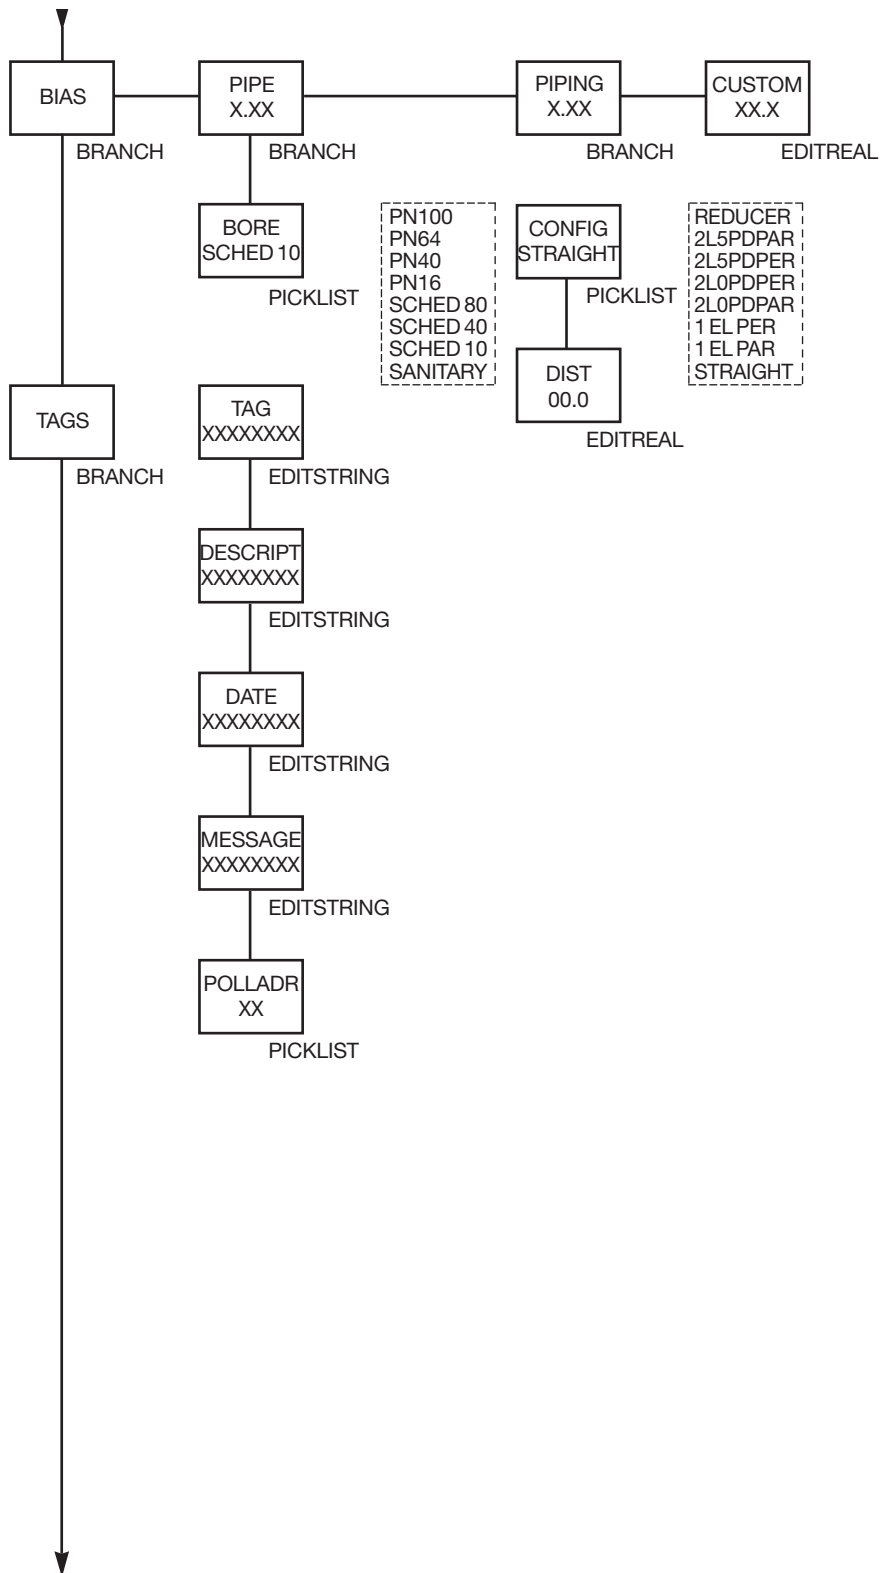 BIAS
BRANCH
PIPE
X.XX
BRANCH
PIPING
X.XX
BRANCH
CUSTOM
XX.X
EDITREAL
BORE
SCHED 10
PICKLIST
PN100
PN64
PN40
PN16
SCHED 80
SCHED 40
SCHED 10
SANITARY
CONFIG
STRAIGHT
PICKLIST
REDUCER
2L5PDPAR
2L5PDPER
2L0PDPER
2L0PDPAR
1 EL PER
1 EL PAR
STRAIGHT
DIST
00.0
EDITREAL
TAGS
BRANCH
TAG
XXXXXXXX
EDITSTRING
DESCRIPT
XXXXXXXX
EDITSTRING
DATE
XXXXXXXX
EDITSTRING
MESSAGE
XXXXXXXX
EDITSTRING
POLLADR
XX
PICKLIST